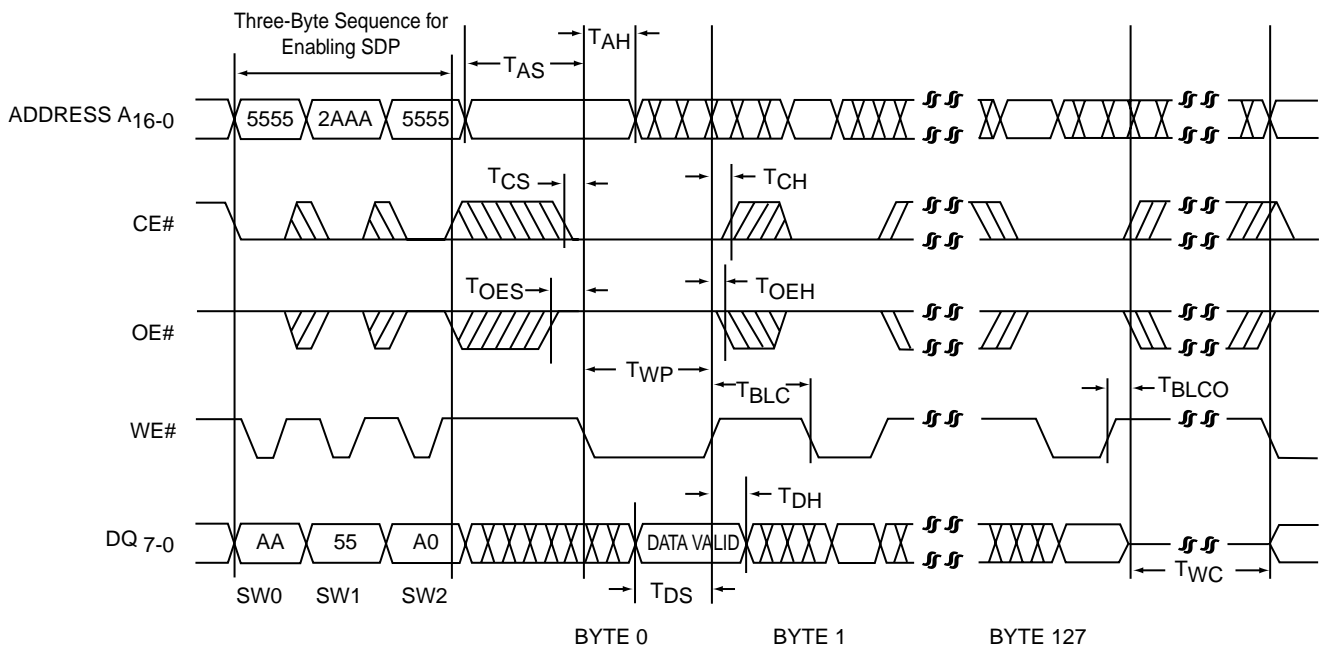 Three-Byte Sequence for
Enabling SDP
TAH
TAS
ADDRESS A16-0
5555
2AAA
5555
TCS
TCH
CE#
TOES
TOEH
OE#
TWP
TBLC
TBLCO
WE#
TDH
DQ 7-0
AA
55
A0
DATA VALID
SW0
SW1
SW2
TDS
TWC
BYTE 0
BYTE 1
BYTE 127